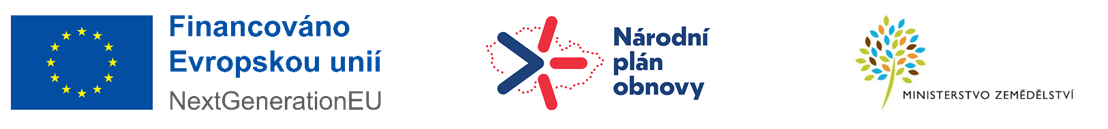 Financováno
Evropskou unií
NextGenerationEU
Národní
plán
obnovy
MINISTERSTVO ZEMĚDĚLSTVÍ